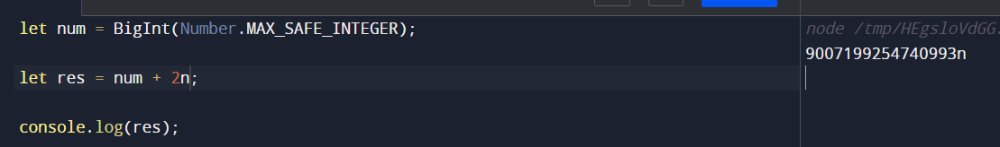 let num = BigInt(Number.MAX_SAFE_INTEGER);
let res = num + 2n;
console.log(res);
node /tmp/HEgsloVdGG.
9007199254740993n